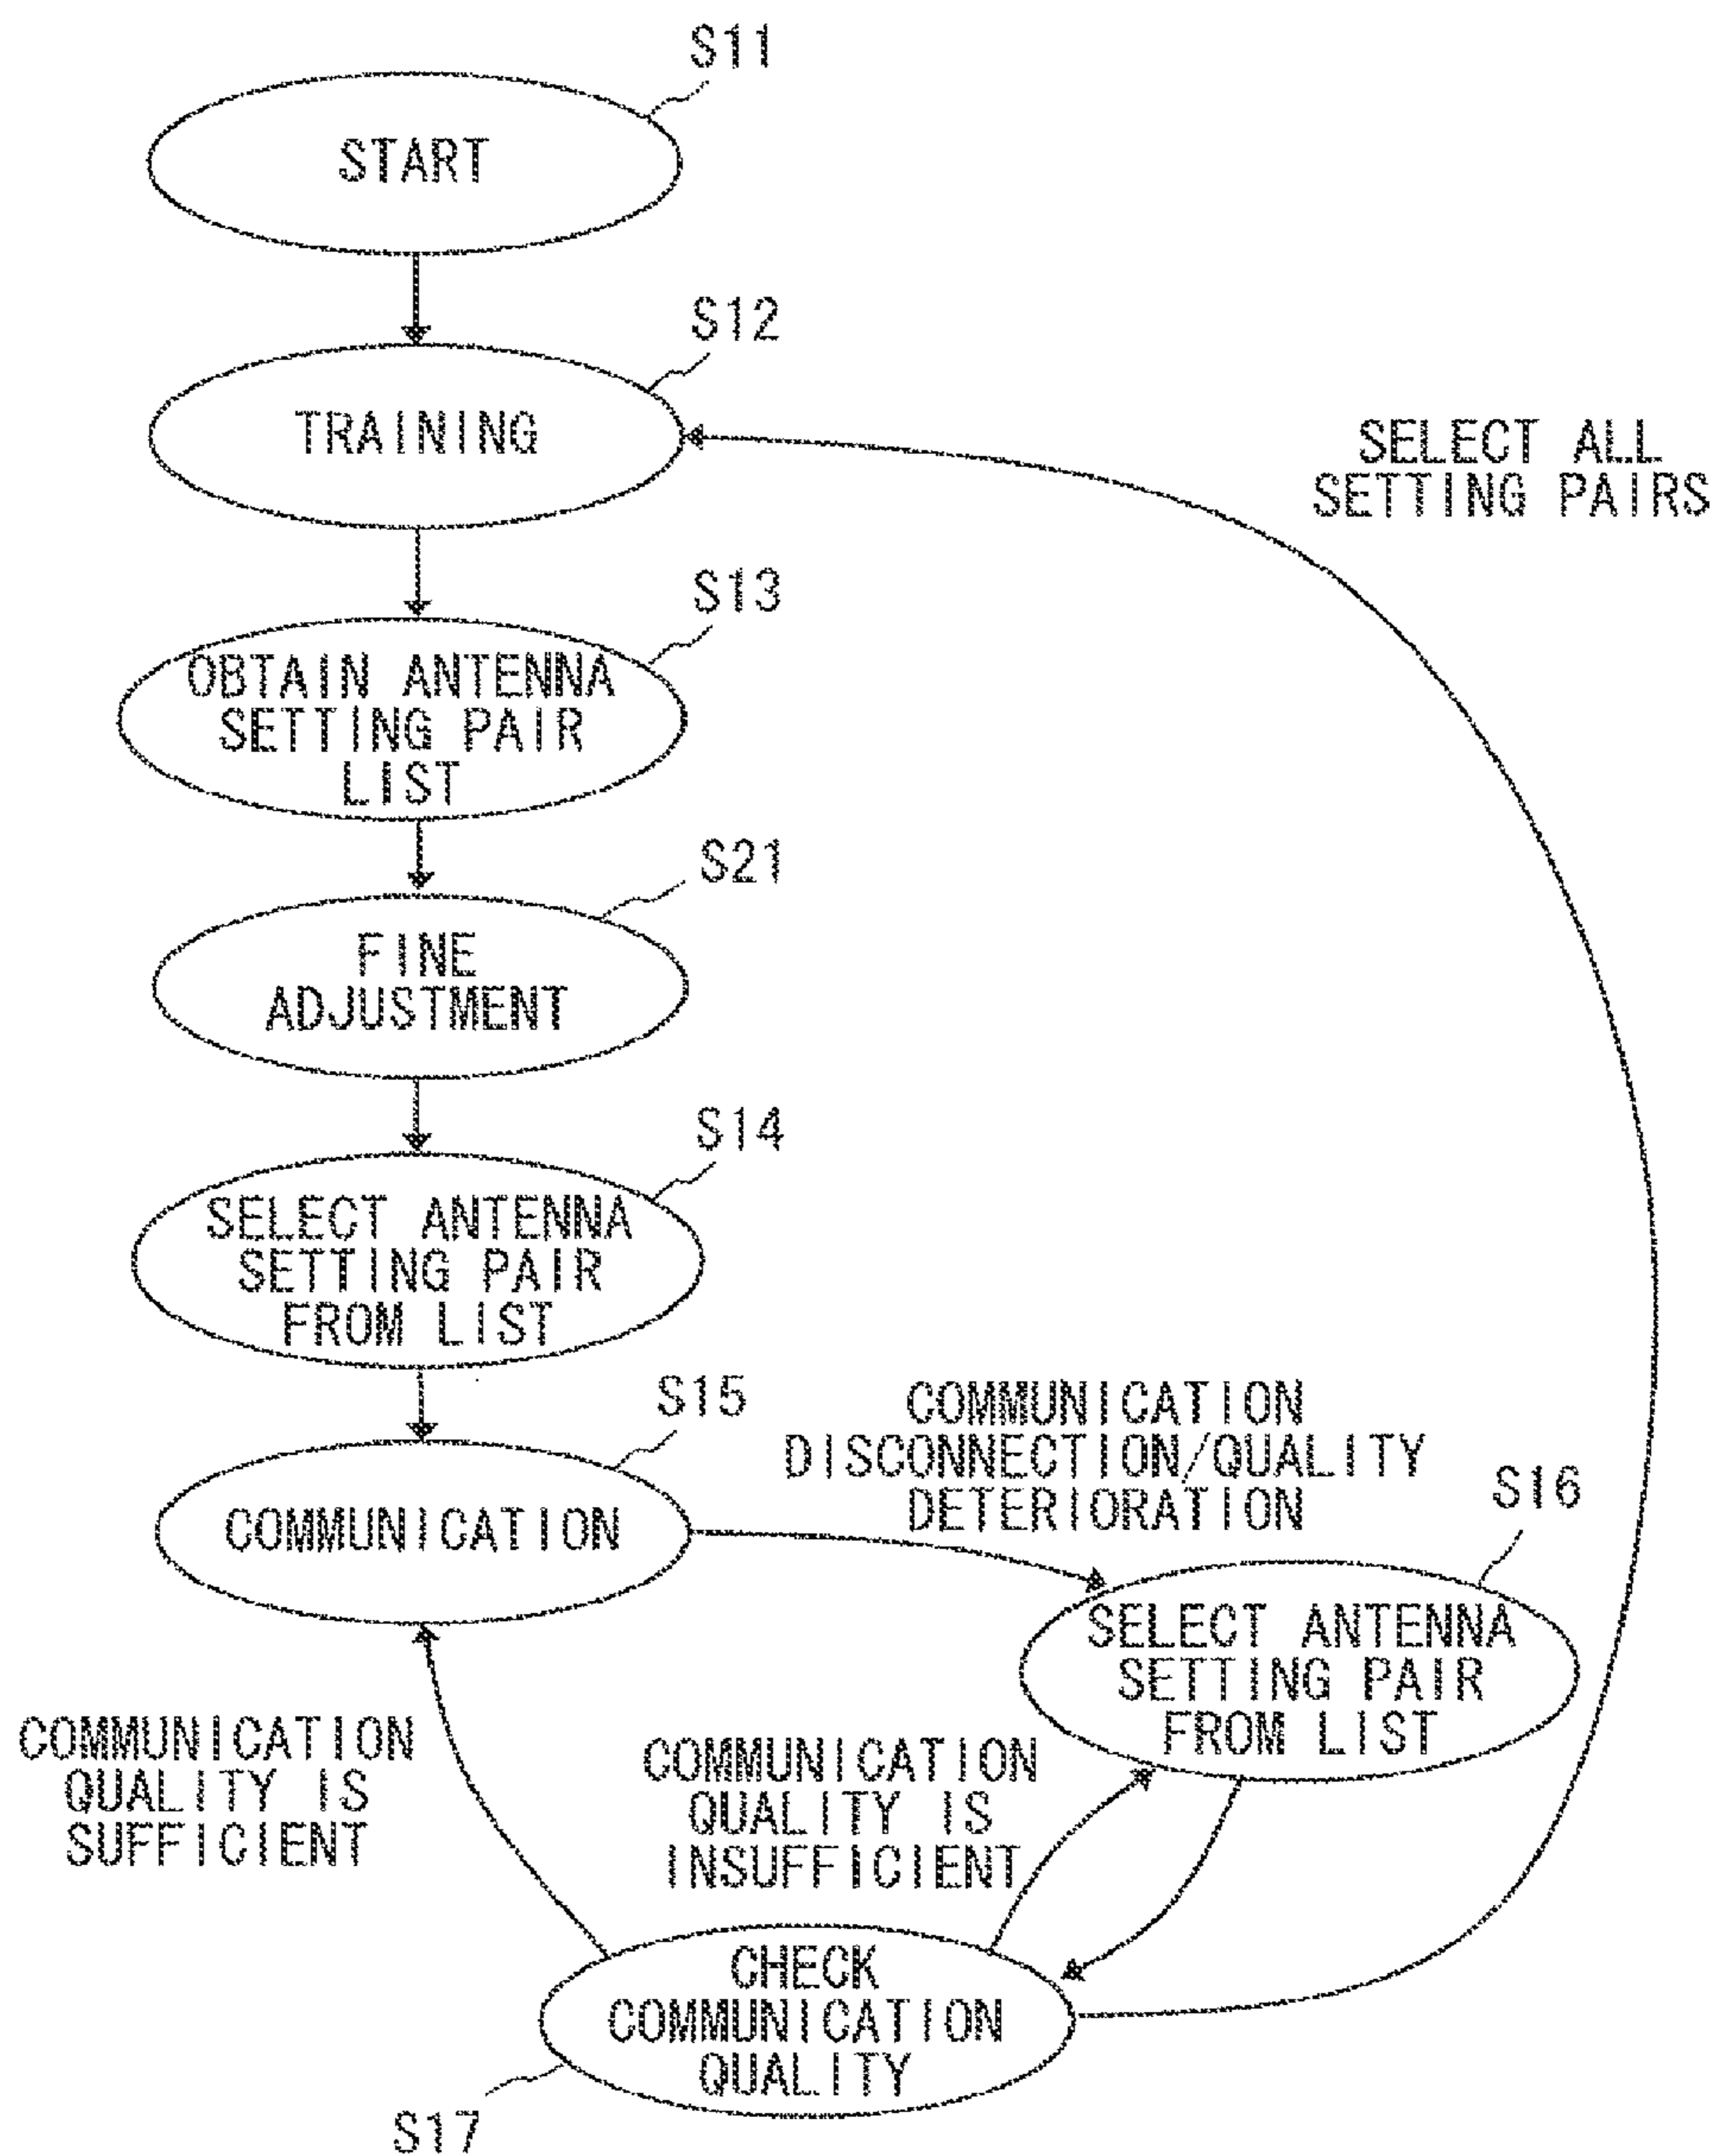 S11
START
S12
TRAINING
SELECT ALL
SETTING PAIRS
S13
OBTAIN ANTENNA
SETTING PAIR
LIST
S21
FINE
ADJUSTMENT
S14
SELECT ANTENNA
SETTING PAIR
FROM LIST
S15
COMMUNICATION
COMMUNICATION
DISCONNECTION/QUALITY
DETERIORATION
S16
SELECT ANTENNA
SETTING PAIR
FROM LIST
COMMUNICATION
QUALITY IS
SUFFICIENT
COMMUNICATION
QUALITY IS
INSUFFICIENT
CHECK
COMMUNICATION
QUALITY
S17